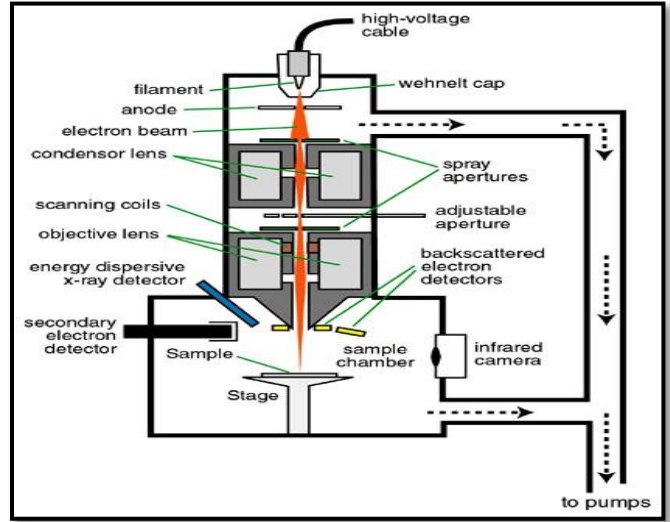 high-voltage
cable
filament
wehnelt cap
anode
electron beam
condensor lens
spray
apertures
scanning coils
adjustable
aperture
objective lens
backscattered
electron
detectors
energy dispersive
x-ray detector
secondary
electron
detector
Sample
sample
chamber
infrared
camera
Stage
to pumps